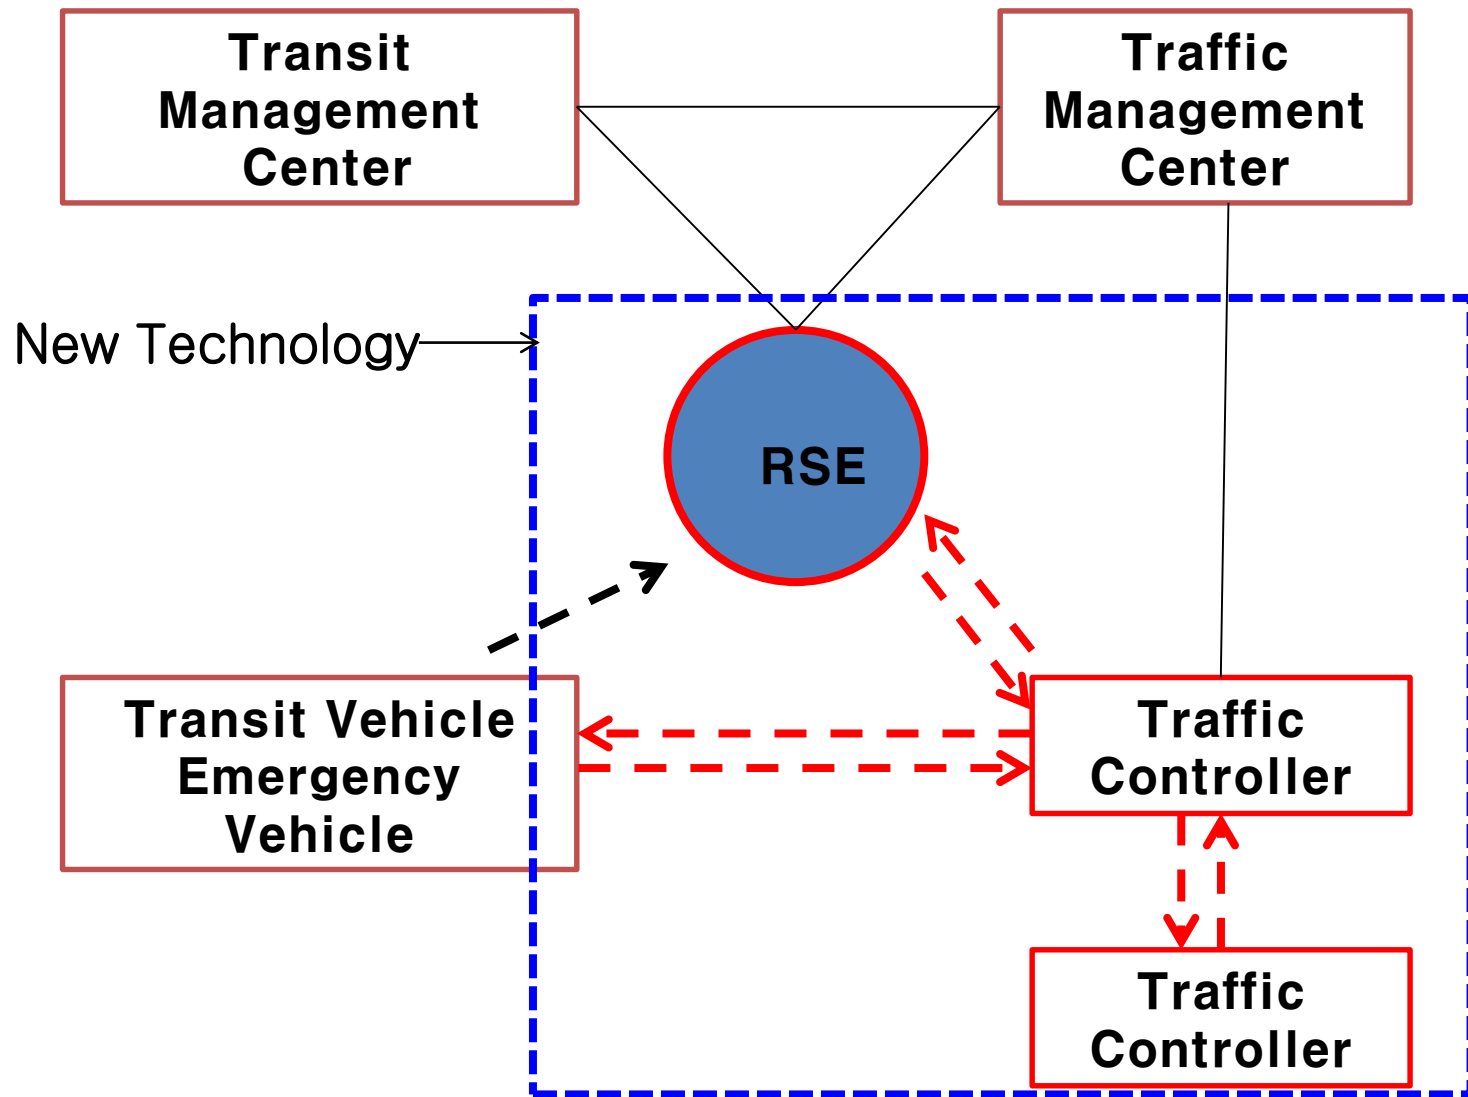 Transit
Management
Center
Traffic
Management
Center
New Technology
RSE
Transit Vehicle
Emergency
Vehicle
Traffic
Controller
Traffic
Controller